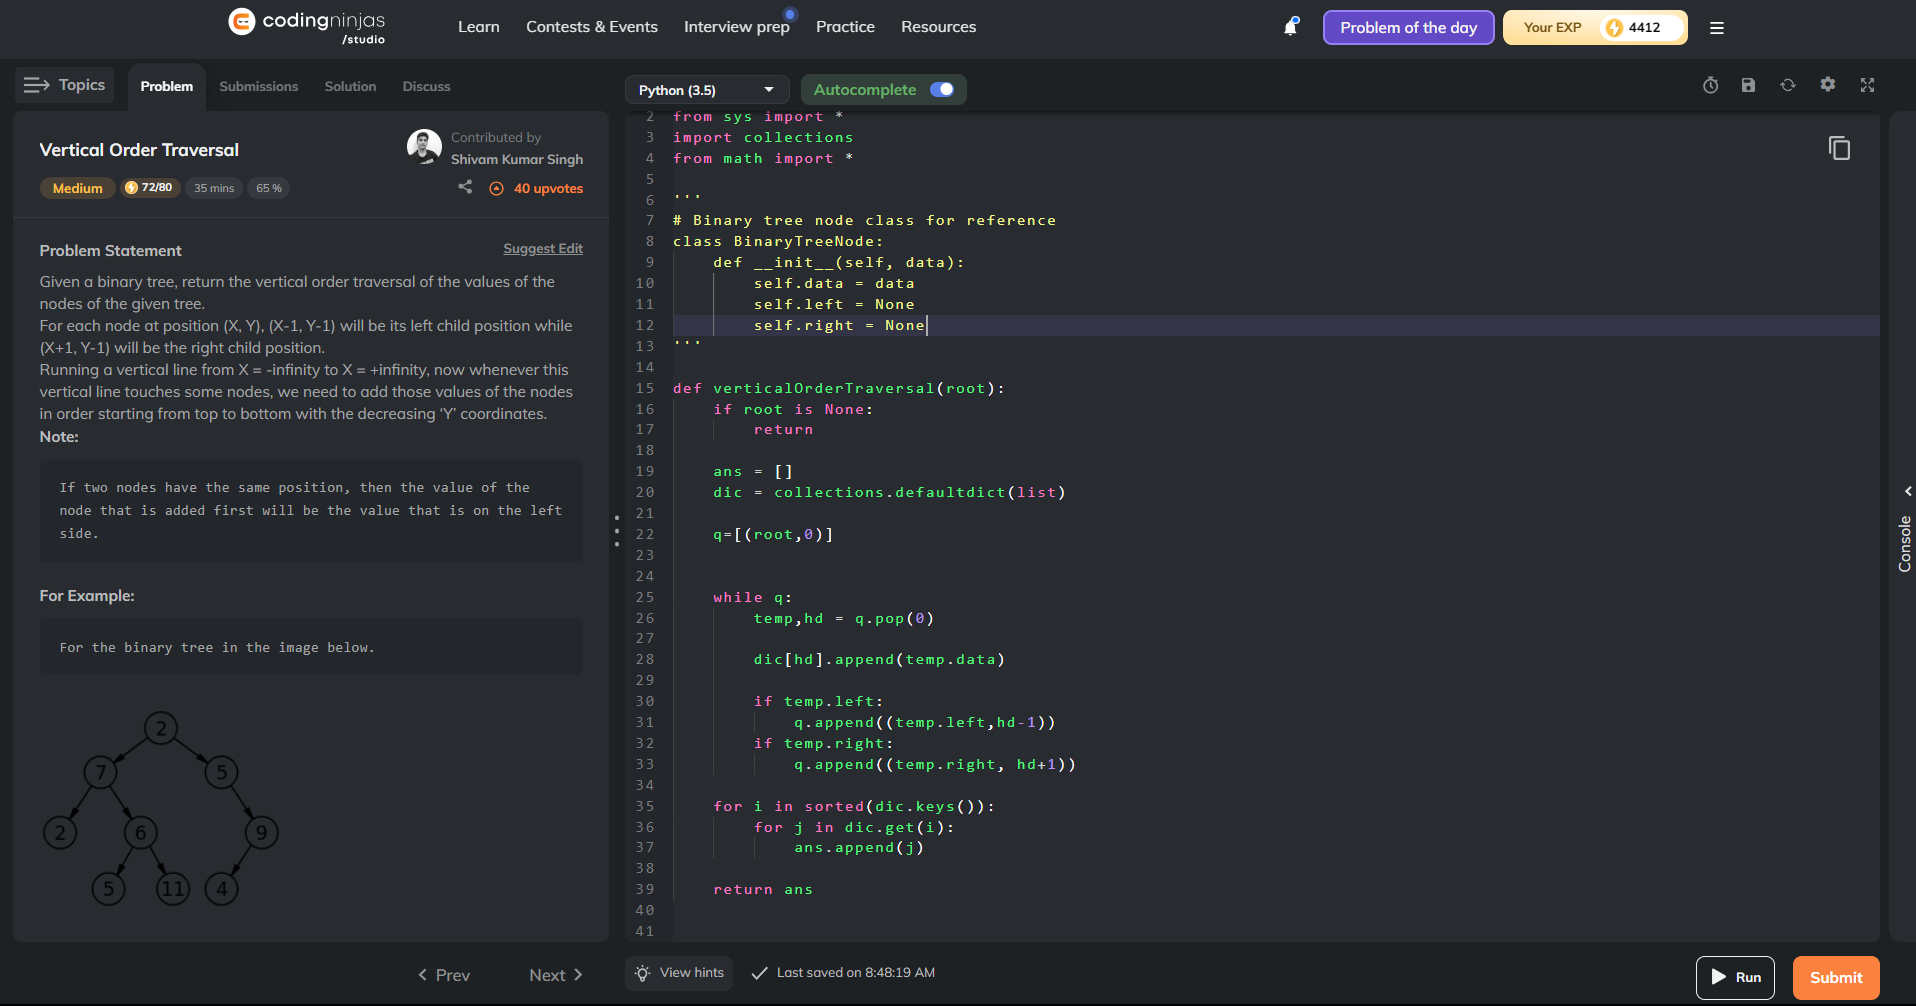 codingninjas
/studio
Learn
Contests & Events
Interview prep
Practice
Resources
Problem of the day
Your EXP
4412
Topics
Problem
Submissions
Solution
Discuss
Python (3.5)
Autocomplete
Vertical Order Traversal
Contributed by
Shivam Kumar Singh
Medium
72/80
35 mins
65 %
40 upvotes
Problem Statement
Suggest Edit
Given a binary tree, return the vertical order traversal of the values of the
nodes of the given tree.
For each node at position (X, Y), (X-1, Y-1) will be its left child position while
(X+1, Y-1) will be the right child position.
Running a vertical line from X = -infinity to X = +infinity, now whenever this
vertical line touches some nodes, we need to add those values of the nodes
in order starting from top to bottom with the decreasing ‘Y’ coordinates.
Note:
If two nodes have the same position, then the value of the
node that is added first will be the value that is on the left
side.
For Example:
For the binary tree in the image below.
2
7 5
2 6 9
5 11 4
Prev
Next
2 from sys import *
3 import collections
4 from math import *
5
6 '''
7 # Binary tree node class for reference
8 class BinaryTreeNode:
9     def __init__(self, data):
10         self.data = data
11         self.left = None
12         self.right = None
13 '''
14
15 def verticalOrderTraversal(root):
16     if root is None:
17         return
18
19     ans = []
20     dic = collections.defaultdict(list)
21
22     q=[(root,0)]
23
24
25     while q:
26         temp,hd = q.pop(0)
27
28         dic[hd].append(temp.data)
29
30         if temp.left:
31             q.append((temp.left,hd-1))
32         if temp.right:
33             q.append((temp.right, hd+1))
34
35     for i in sorted(dic.keys()):
36         for j in dic.get(i):
37             ans.append(j)
38
39     return ans
40
41
Console
View hints
Last saved on 8:48:19 AM
Run
Submit